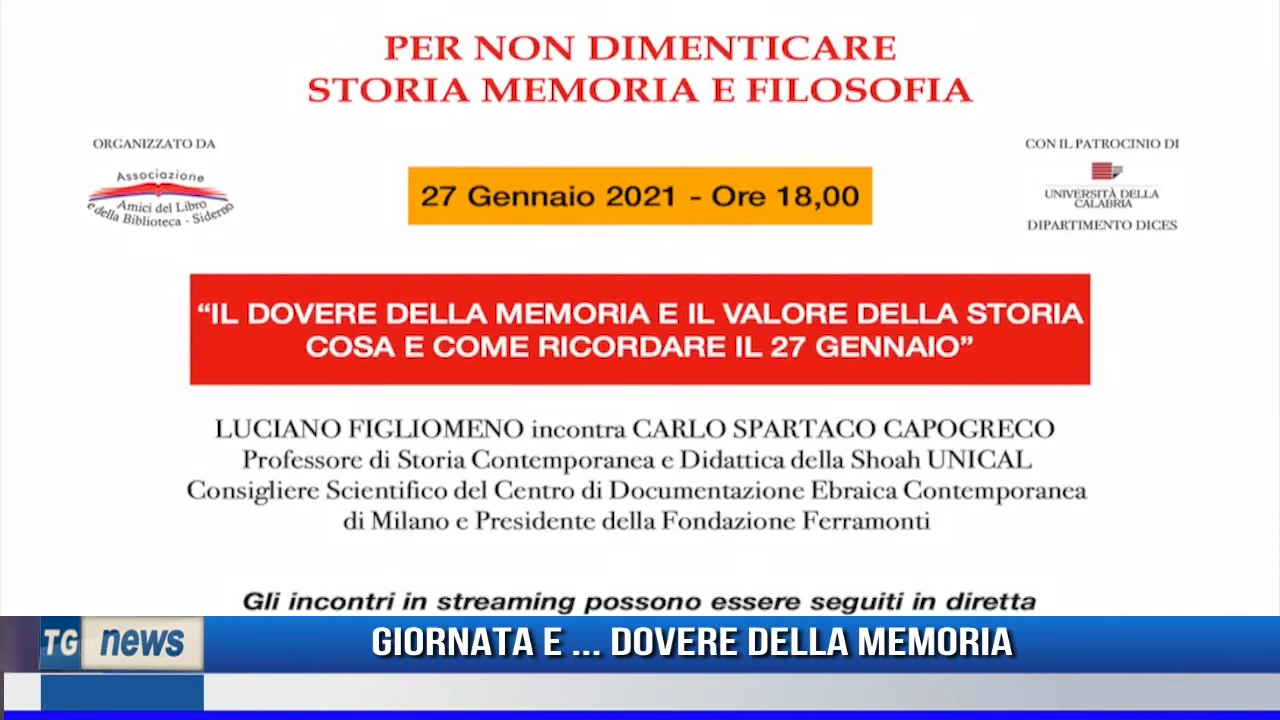 PER NON DIMENTICARE
STORIA MEMORIA E FILOSOFIA
ORGANIZZATO DA
Associazione
Amici del Libro
e della Biblioteca - Siderno
27 Gennaio 2021 - Ore 18,00
CON IL PATROCINIO DI
UNIVERSITÀ DELLA
CALABRIA
DIPARTIMENTO DICES
“IL DOVERE DELLA MEMORIA E IL VALORE DELLA STORIA
COSA E COME RICORDARE IL 27 GENNAIO”
LUCIANO FIGLIOMENO incontra CARLO SPARTACO CAPOGRECO
Professore di Storia Contemporanea e Didattica della Shoah UNICAL
Consigliere Scientifico del Centro di Documentazione Ebraica Contemporanea
di Milano e Presidente della Fondazione Ferramonti
Gli incontri in streaming possono essere seguiti in diretta
TG news
GIORNATA E ... DOVERE DELLA MEMORIA